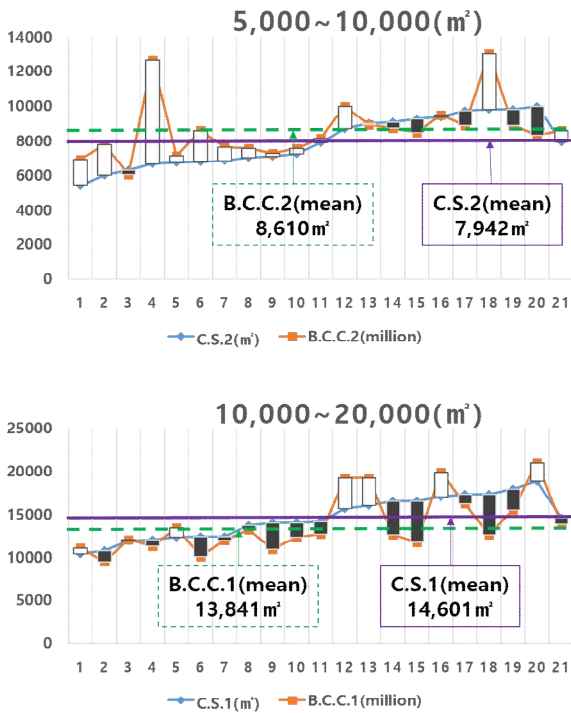 5,000~10,000(㎡)
14000
12000
10000
8000
6000
4000
2000
0
B.C.C.2(mean)
8,610㎡
C.S.2(mean)
7,942㎡
1 2 3 4 5 6 7 8 9 10 11 12 13 14 15 16 17 18 19 20 21
C.S.2(㎡) B.C.C.2(million)
10,000~20,000(㎡)
25000
20000
15000
10000
5000
0
B.C.C.1(mean)
13,841㎡
C.S.1(mean)
14,601㎡
1 2 3 4 5 6 7 8 9 10 11 12 13 14 15 16 17 18 19 20 21
C.S.1(㎡) B.C.C.1(million)